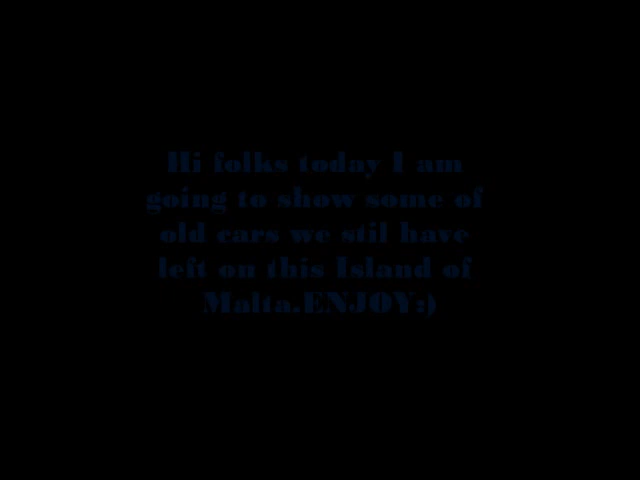 Hi folks today I am
going to show some of
old cars we stil have
left on this Island of
Malta.ENJOY:)